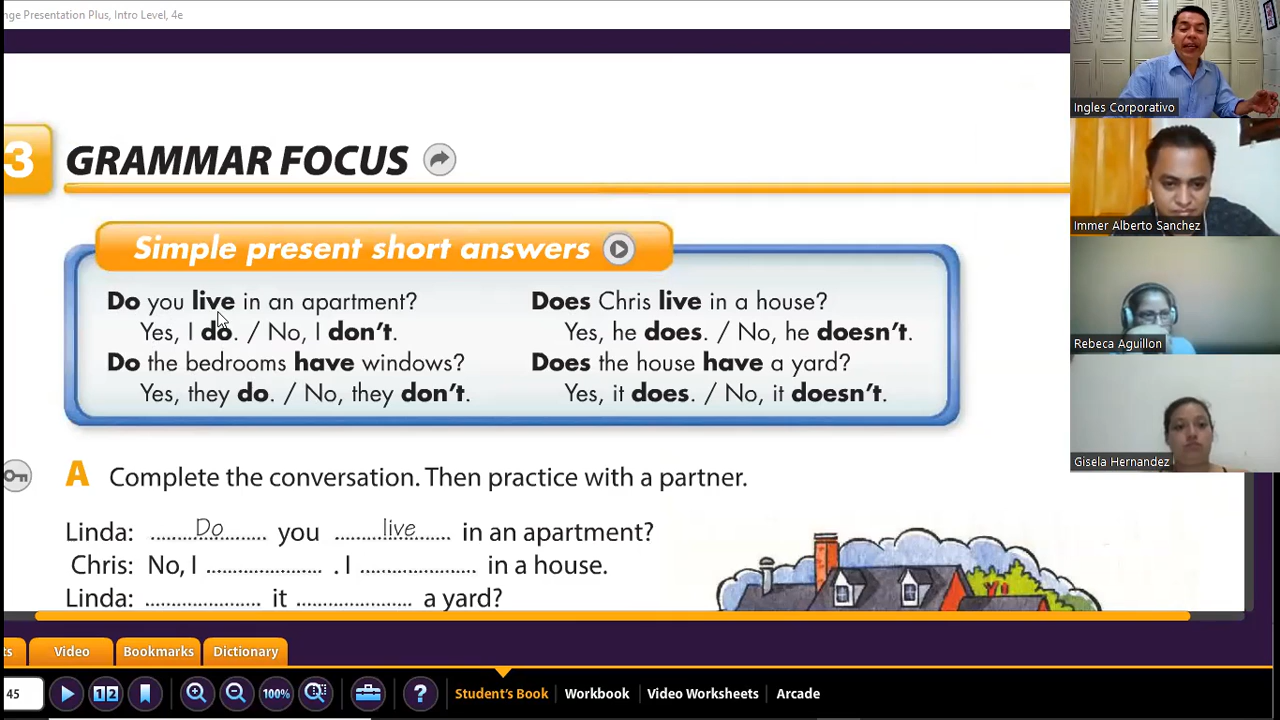 nge Presentation Plus, Intro Level, 4e
3 GRAMMAR FOCUS
Simple present short answers
Do you live in an apartment?
Yes, I do. / No, I don't.
Do the bedrooms have windows?
Yes, they do. / No, they don't.
Does Chris live in a house?
Yes, he does. / No, he doesn't.
Does the house have a yard?
Yes, it does. / No, it doesn't.
A Complete the conversation. Then practice with a partner.
Linda: ......Do...... you ......live...... in an apartment?
Chris: No, I ........................ . I ........................ in a house.
Linda: ........................ it ........................ a yard?
Ingles Corporativo
Immer Alberto Sanchez
Rebeca Aguillon
Gisela Hernandez
ts Video Bookmarks Dictionary
45 1 2 100% ? Student's Book Workbook Video Worksheets Arcade